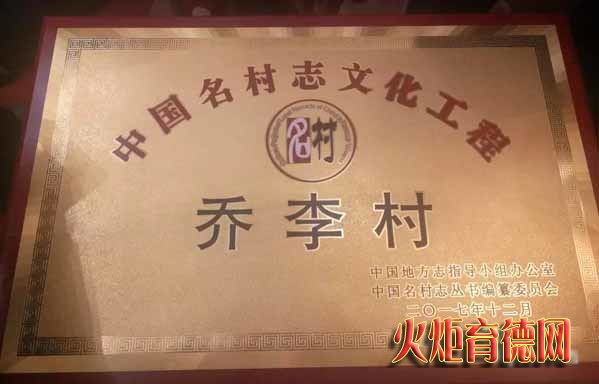 中国名村志文化工程
名村
乔李村
中国地方志指导小组办公室
中国名村志丛书编纂委员会
二〇一七年十二月
火炬育德网